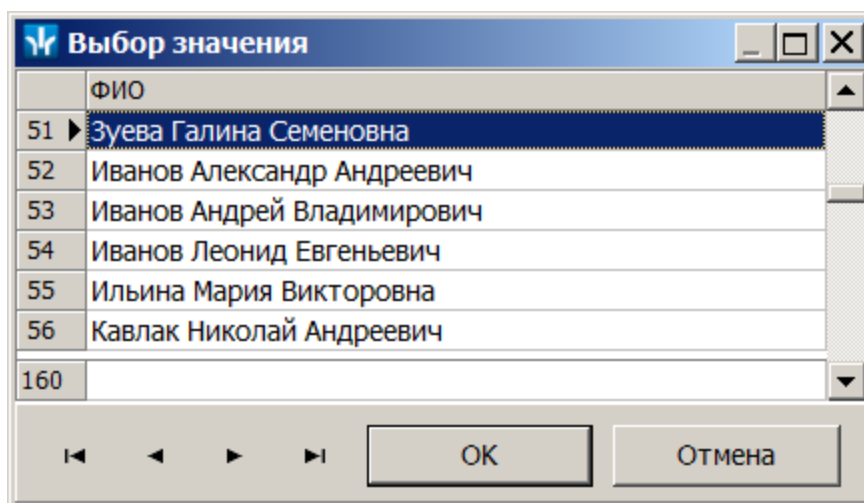 Выбор значения
ФИО
51 Зуева Галина Семеновна
52 Иванов Александр Андреевич
53 Иванов Андрей Владимирович
54 Иванов Леонид Евгеньевич
55 Ильина Мария Викторовна
56 Кавлак Николай Андреевич
160
OK Отмена